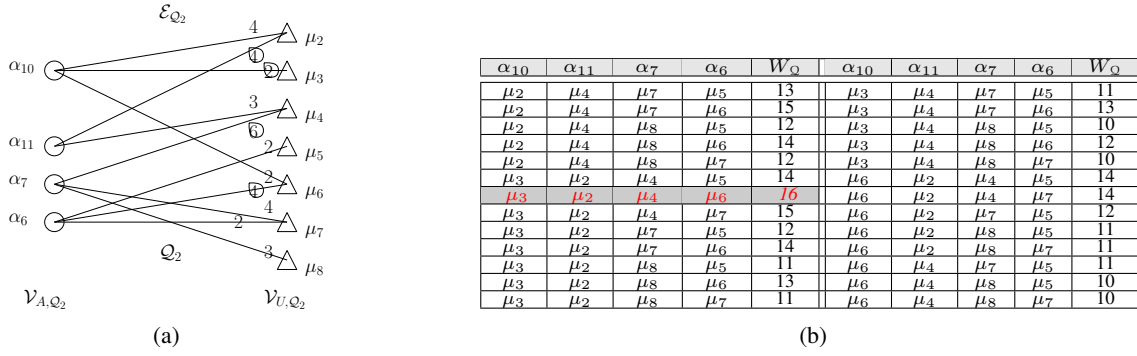 ℰ_{𝒬₂}
4
μ₂
4
α₁₀
2
μ₃
3
μ₄
6
α₁₁
2
μ₅
α₇
2
4
μ₆
4
α₆
2
μ₇
𝒬₂
3
μ₈
𝒱_{A,𝒬₂} 𝒱_{U,𝒬₂}
(a)
α₁₀ α₁₁ α₇ α₆ W_𝒬 α₁₀ α₁₁ α₇ α₆ W_𝒬
μ₂ μ₄ μ₇ μ₅ 13 μ₃ μ₄ μ₇ μ₅ 11
μ₂ μ₄ μ₇ μ₆ 15 μ₃ μ₄ μ₇ μ₆ 13
μ₂ μ₄ μ₈ μ₅ 12 μ₃ μ₄ μ₈ μ₅ 10
μ₂ μ₄ μ₈ μ₆ 14 μ₃ μ₄ μ₈ μ₆ 12
μ₂ μ₄ μ₈ μ₇ 12 μ₃ μ₄ μ₈ μ₇ 10
μ₃ μ₂ μ₄ μ₅ 14 μ₆ μ₂ μ₄ μ₅ 14
μ₃ μ₂ μ₄ μ₆ 16 μ₆ μ₂ μ₄ μ₇ 14
μ₃ μ₂ μ₄ μ₇ 15 μ₆ μ₂ μ₇ μ₅ 12
μ₃ μ₂ μ₇ μ₅ 12 μ₆ μ₂ μ₈ μ₅ 11
μ₃ μ₂ μ₇ μ₆ 14 μ₆ μ₂ μ₈ μ₇ 11
μ₃ μ₂ μ₈ μ₅ 11 μ₆ μ₄ μ₇ μ₅ 11
μ₃ μ₂ μ₈ μ₆ 13 μ₆ μ₄ μ₈ μ₅ 10
μ₃ μ₂ μ₈ μ₇ 11 μ₆ μ₄ μ₈ μ₇ 10
(b)